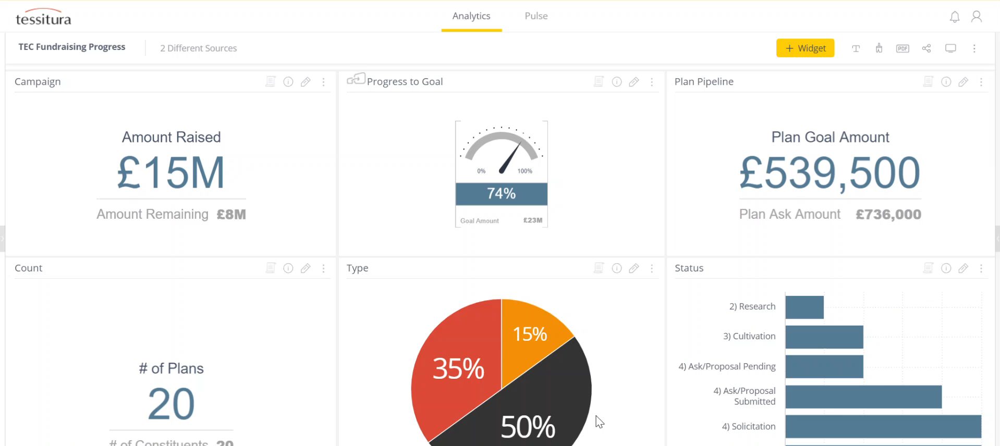 tessitura
Analytics Pulse
TEC Fundraising Progress 2 Different Sources
+ Widget T PDF
Campaign
Amount Raised
£15M
Amount Remaining £8M
Progress to Goal
0% 100%
74%
Goal Amount £23M
Plan Pipeline
Plan Goal Amount
£539,500
Plan Ask Amount £736,000
Count
# of Plans
20
# of Constituents 20
Type
15%
35%
50%
Status
2) Research
3) Cultivation
4) Ask/Proposal Pending
4) Ask/Proposal
Submitted
4) Solicitation